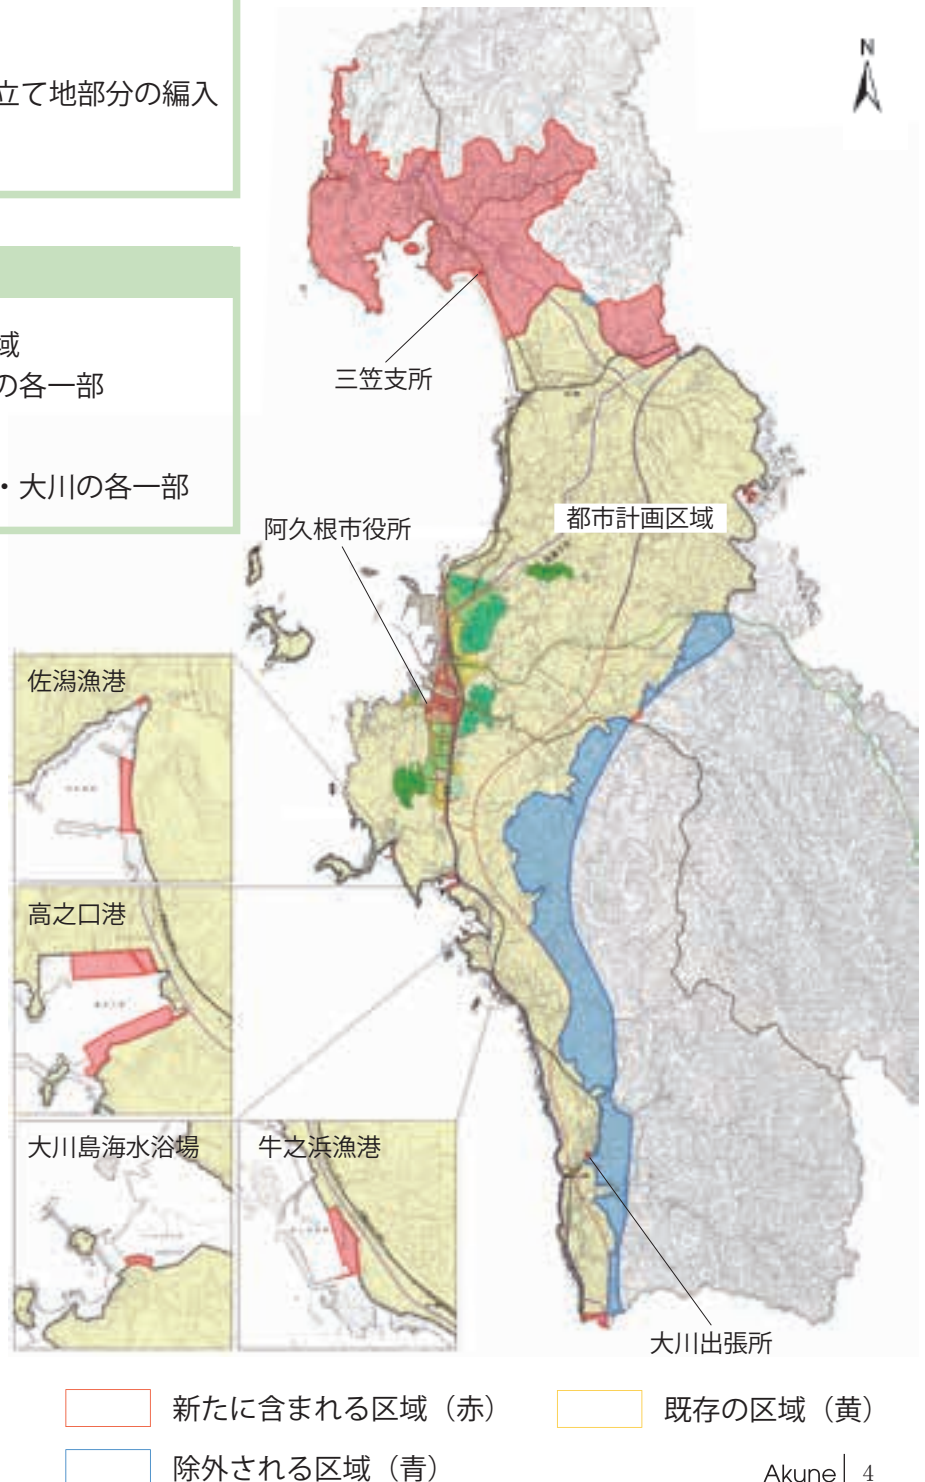 立て地部分の編入
域
の各一部
・大川の各一部
N
三笠支所
都市計画区域
阿久根市役所
佐潟漁港
高之口港
大川島海水浴場
牛之浜漁港
大川出張所
新たに含まれる区域（赤）
既存の区域（黄）
除外される区域（青）
Akune 4